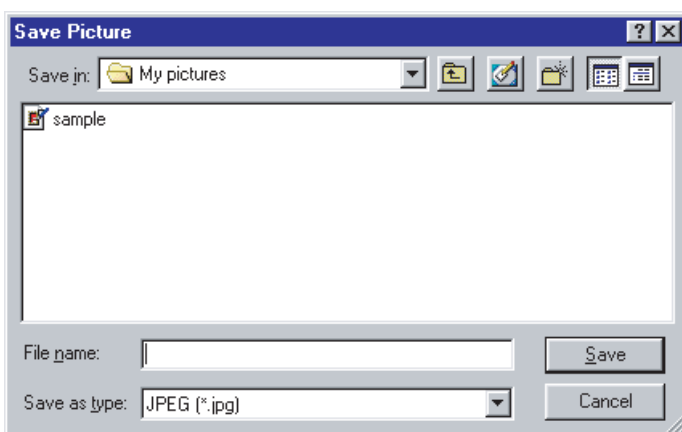 Save Picture
Save in: My pictures
sample
File name:
Save
Save as type: JPEG (*.jpg)
Cancel